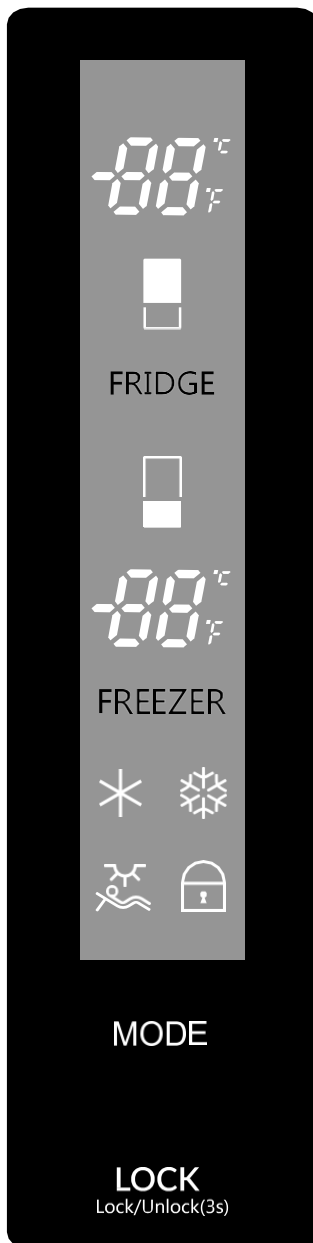 -88 °C
°F
FRIDGE
-88 °C
°F
FREEZER
MODE
LOCK
Lock/Unlock(3s)